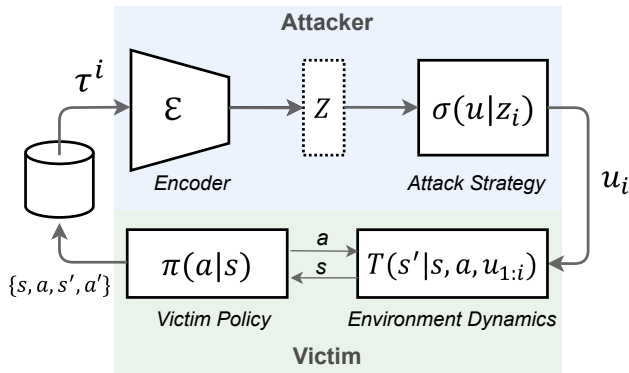 Attacker
τ^i
ℰ
Z
σ(u|z_i)
Encoder
Attack Strategy
u_i
π(a|s)
a
s
T(s′|s, a, u_{1:i})
{s, a, s′, a′}
Victim Policy
Environment Dynamics
Victim